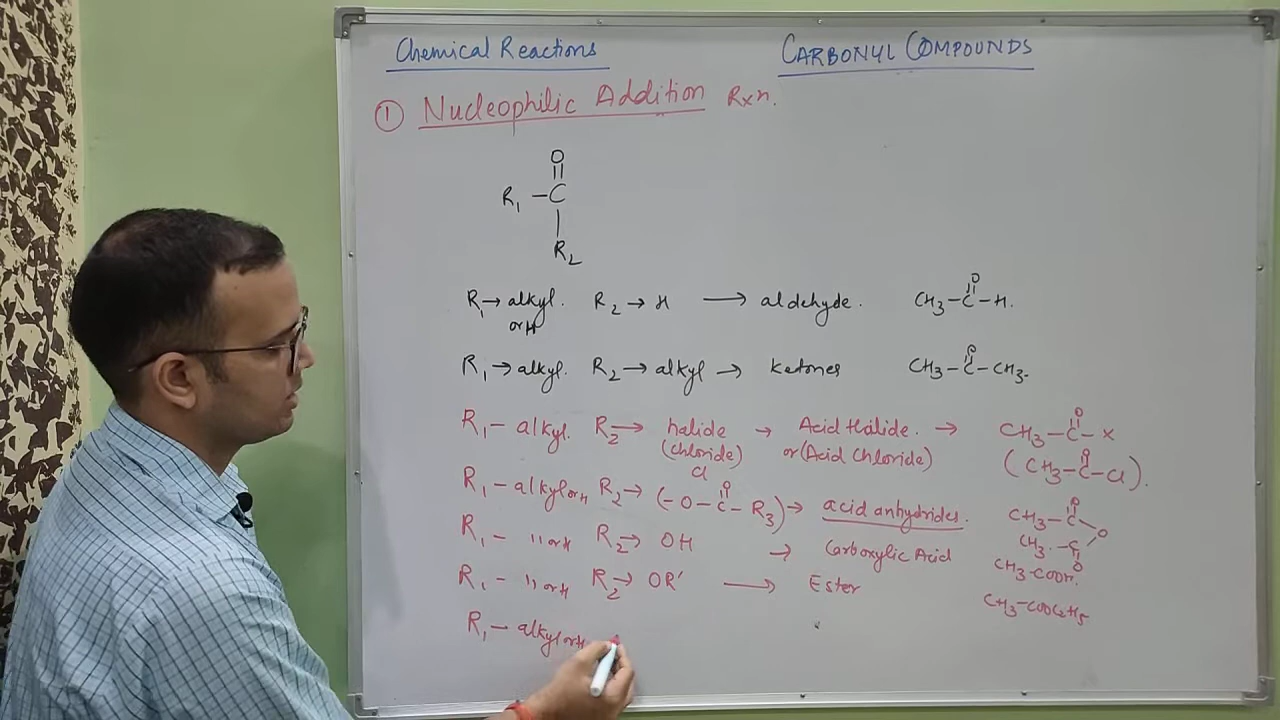 Chemical Reactions
CARBONYL COMPOUNDS
① Nucleophilic Addition Rxn.
O
||
R1 – C
|
R2
R1 → alkyl. or H R2 → H → aldehyde. CH3 – C(=O) – H.
R1 → alkyl. R2 → alkyl → ketones CH3 – C(=O) – CH3.
R1 – alkyl. R2 → halide → Acid Halide. → CH3 – C(=O) – X
(chloride) or (Acid Chloride) (CH3 – C(=O) – Cl).
Cl
R1 – alkyl or H R2 → (– O – C(=O) – R3) → acid anhydrides. CH3 – C(=O) – O – C(=O) – CH3.
R1 – " or H R2 → OH → Carboxylic Acid CH3 – COOH.
R1 – " or H R2 → OR' → Ester CH3 – COOC2H5
R1 – alkyl or H